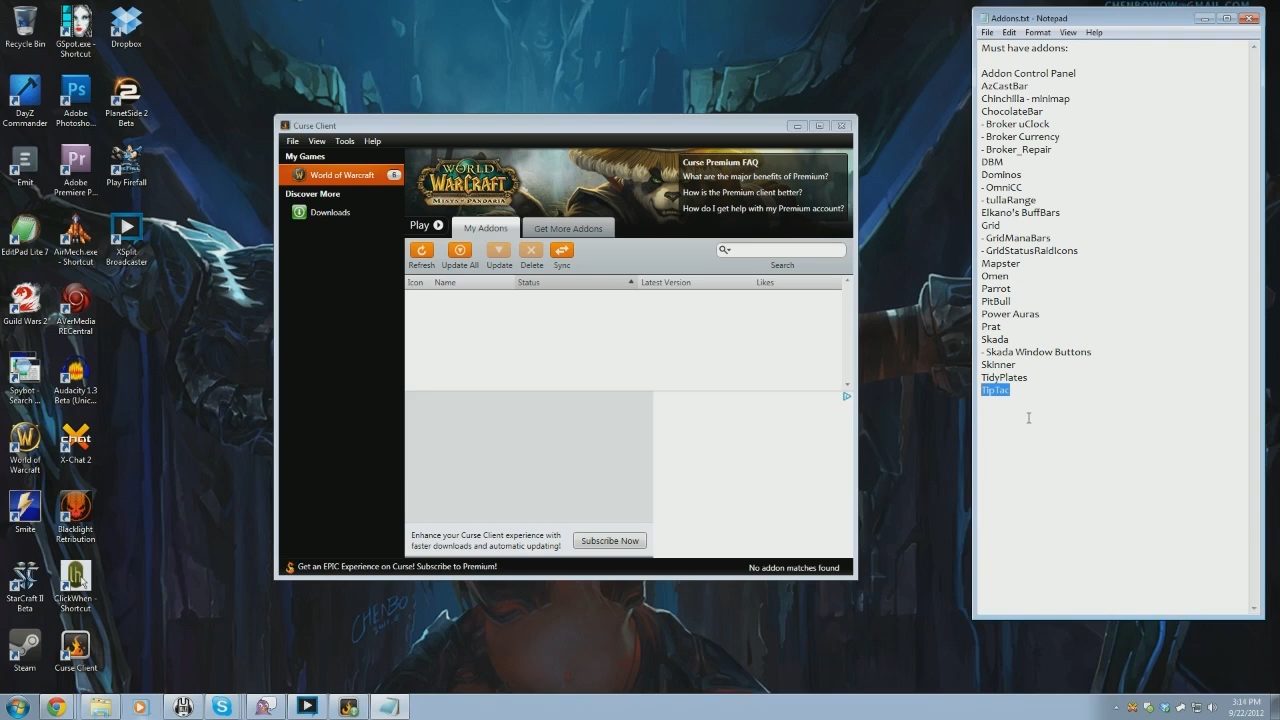 CHENBOWOW@GMAIL.COM
Recycle Bin
GSpot.exe - Shortcut
Dropbox
DayZ Commander
Adobe Photosho...
PlanetSide 2 Beta
Emit
Adobe Premiere P...
Play Firefall
EditPad Lite 7
AirMech.exe - Shortcut
XSplit Broadcaster
Guild Wars 2
AVerMedia RECentral
Spybot - Search ...
Audacity 1.3 Beta (Unic...
World of Warcraft
X-Chat 2
Smite
Blacklight Retribution
StarCraft II Beta
ClickWhen - Shortcut
Steam
Curse Client
Curse Client
File View Tools Help
My Games
World of Warcraft 6
Discover More
Downloads
WORLD
WARCRAFT
MISTS OF PANDARIA
Curse Premium FAQ
What are the major benefits of Premium?
How is the Premium client better?
How do I get help with my Premium account?
Play My Addons Get More Addons
Refresh Update All Update Delete Sync Search
Icon Name Status Latest Version Likes
Enhance your Curse Client experience with
faster downloads and automatic updating!
Subscribe Now
Get an EPIC Experience on Curse! Subscribe to Premium!
No addon matches found
CHENBO
Addons.txt - Notepad
File Edit Format View Help
Must have addons:
Addon Control Panel
AzCastBar
Chinchilla - minimap
ChocolateBar
- Broker uClock
- Broker Currency
- Broker_Repair
DBM
Dominos
- OmniCC
- tullaRange
Elkano's BuffBars
Grid
- GridManaBars
- GridStatusRaidIcons
Mapster
Omen
Parrot
PitBull
Power Auras
Prat
Skada
- Skada Window Buttons
Skinner
TidyPlates
TipTac
3:14 PM
9/22/2012